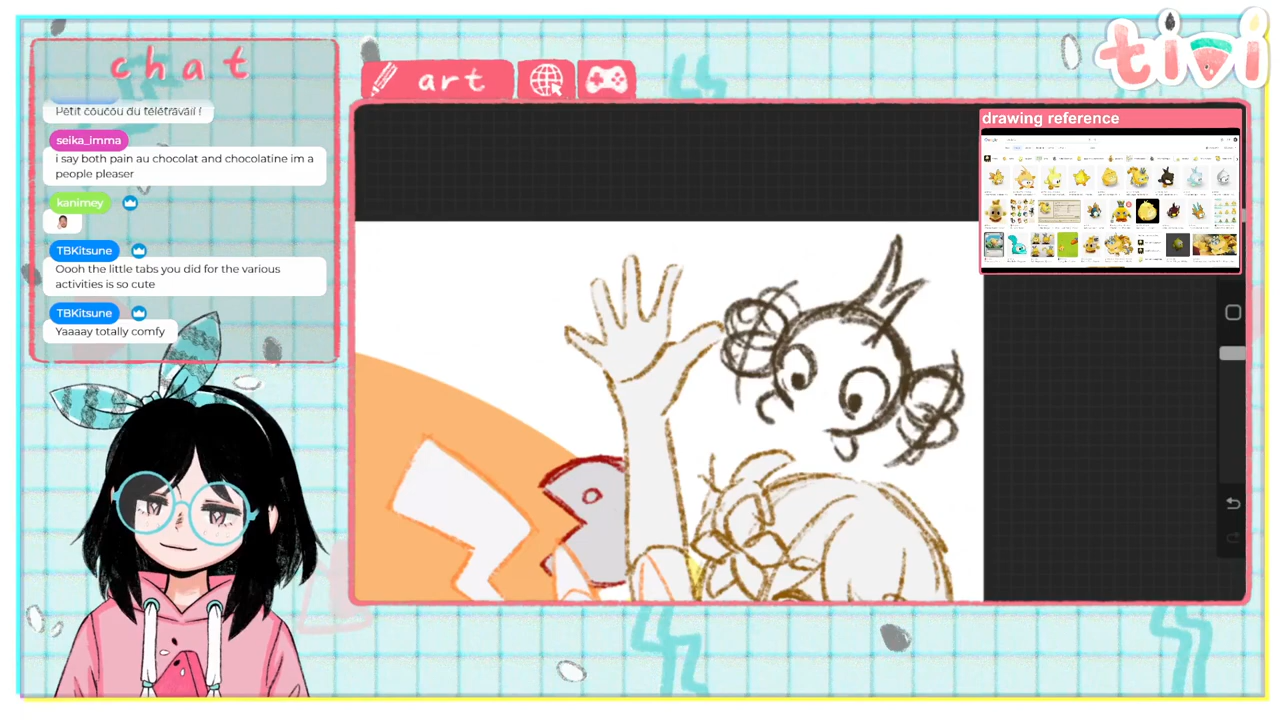 chat
Petit coucou du télétravail !
seika_imma
i say both pain au chocolat and chocolatine im a
people pleaser
kanimey
TBKitsune
Oooh the little tabs you did for the various
activities is so cute
TBKitsune
Yaaaay totally comfy
art
tivi
drawing reference